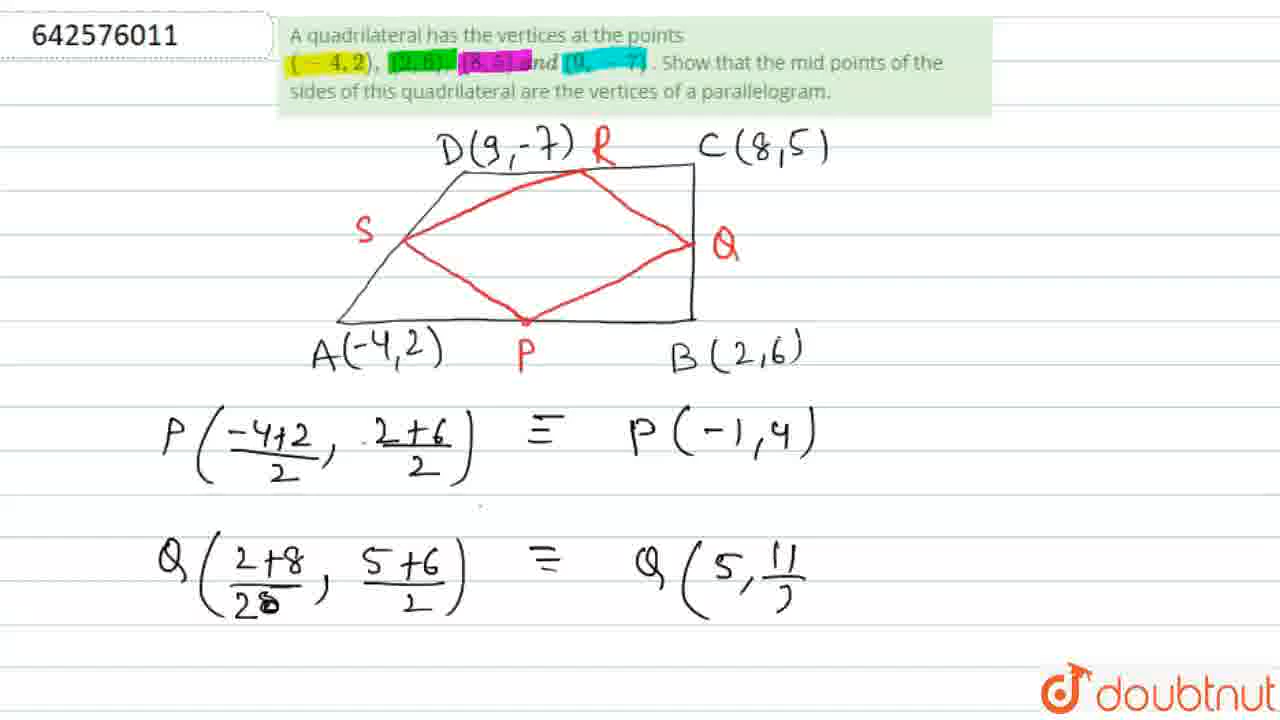 642576011
A quadrilateral has the vertices at the points
(-4,2), (2,6), (8,5) and (9,-7). Show that the mid points of the
sides of this quadrilateral are the vertices of a parallelogram.
D(9,-7) R C(8,5)
S Q
A(-4,2) P B(2,6)
P((-4+2)/2, (2+6)/2) ≡ P(-1,4)
Q((2+8)/2, (5+6)/2) ≡ Q(5, 11/
doubtnut